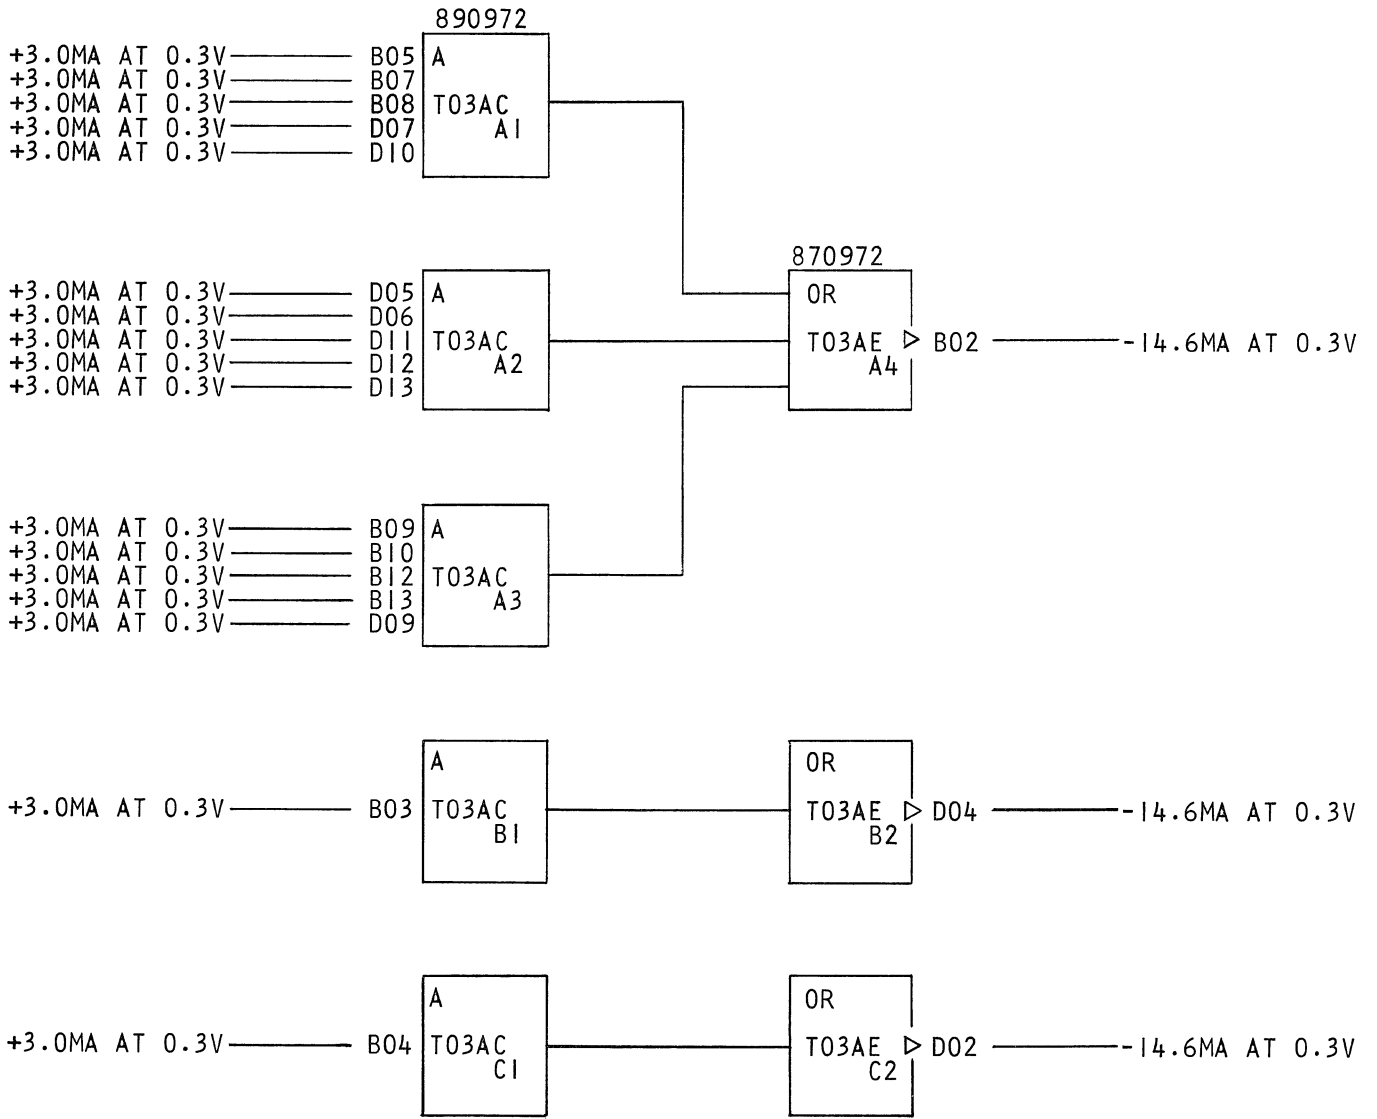 890972
+3.0MA AT 0.3V B05 A
+3.0MA AT 0.3V B07
+3.0MA AT 0.3V B08 T03AC
+3.0MA AT 0.3V D07 A1
+3.0MA AT 0.3V D10
870972
+3.0MA AT 0.3V D05 A OR
+3.0MA AT 0.3V D06
+3.0MA AT 0.3V D11 T03AC T03AE B02 -14.6MA AT 0.3V
+3.0MA AT 0.3V D12 A2 A4
+3.0MA AT 0.3V D13
+3.0MA AT 0.3V B09 A
+3.0MA AT 0.3V B10
+3.0MA AT 0.3V B12 T03AC
+3.0MA AT 0.3V B13 A3
+3.0MA AT 0.3V D09
A OR
+3.0MA AT 0.3V B03 T03AC T03AE D04 -14.6MA AT 0.3V
B1 B2
A OR
+3.0MA AT 0.3V B04 T03AC T03AE D02 -14.6MA AT 0.3V
C1 C2